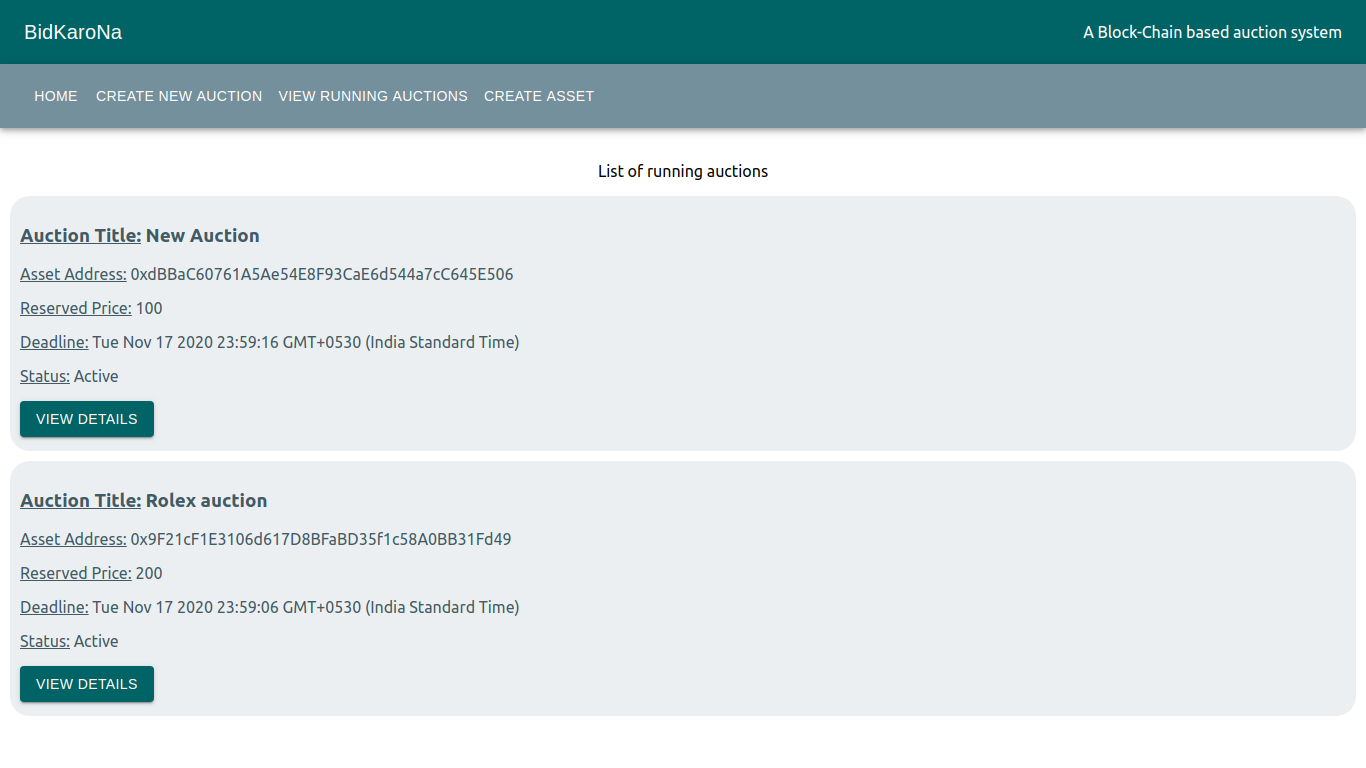 BidKaroNa
A Block-Chain based auction system
HOME CREATE NEW AUCTION VIEW RUNNING AUCTIONS CREATE ASSET
List of running auctions
Auction Title: New Auction
Asset Address: 0xdBBaC60761A5Ae54E8F93CaE6d544a7cC645E506
Reserved Price: 100
Deadline: Tue Nov 17 2020 23:59:16 GMT+0530 (India Standard Time)
Status: Active
VIEW DETAILS
Auction Title: Rolex auction
Asset Address: 0x9F21cF1E3106d617D8BFaBD35f1c58A0BB31Fd49
Reserved Price: 200
Deadline: Tue Nov 17 2020 23:59:06 GMT+0530 (India Standard Time)
Status: Active
VIEW DETAILS